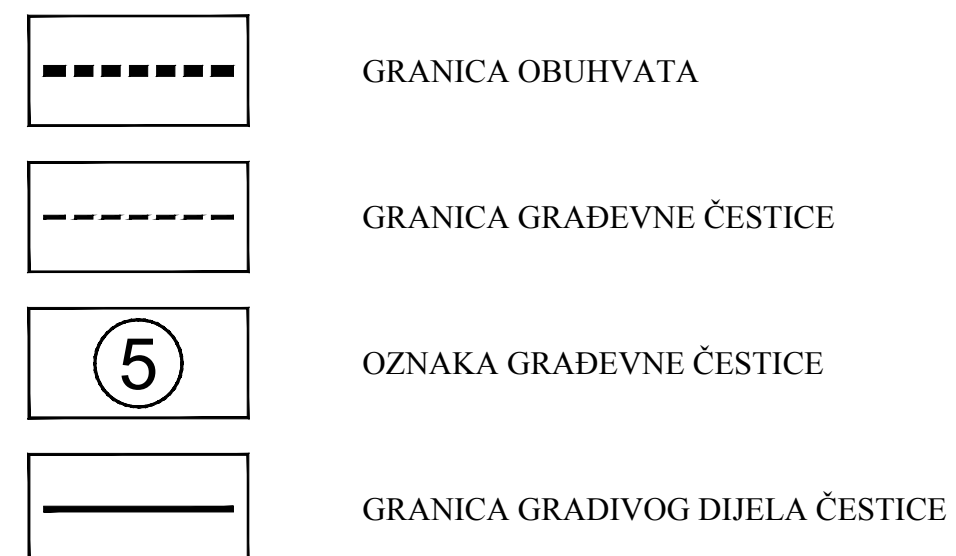 GRANICA OBUHVATA
GRANICA GRAĐEVNE ČESTICE
5 OZNAKA GRAĐEVNE ČESTICE
GRANICA GRADIVOG DIJELA ČESTICE